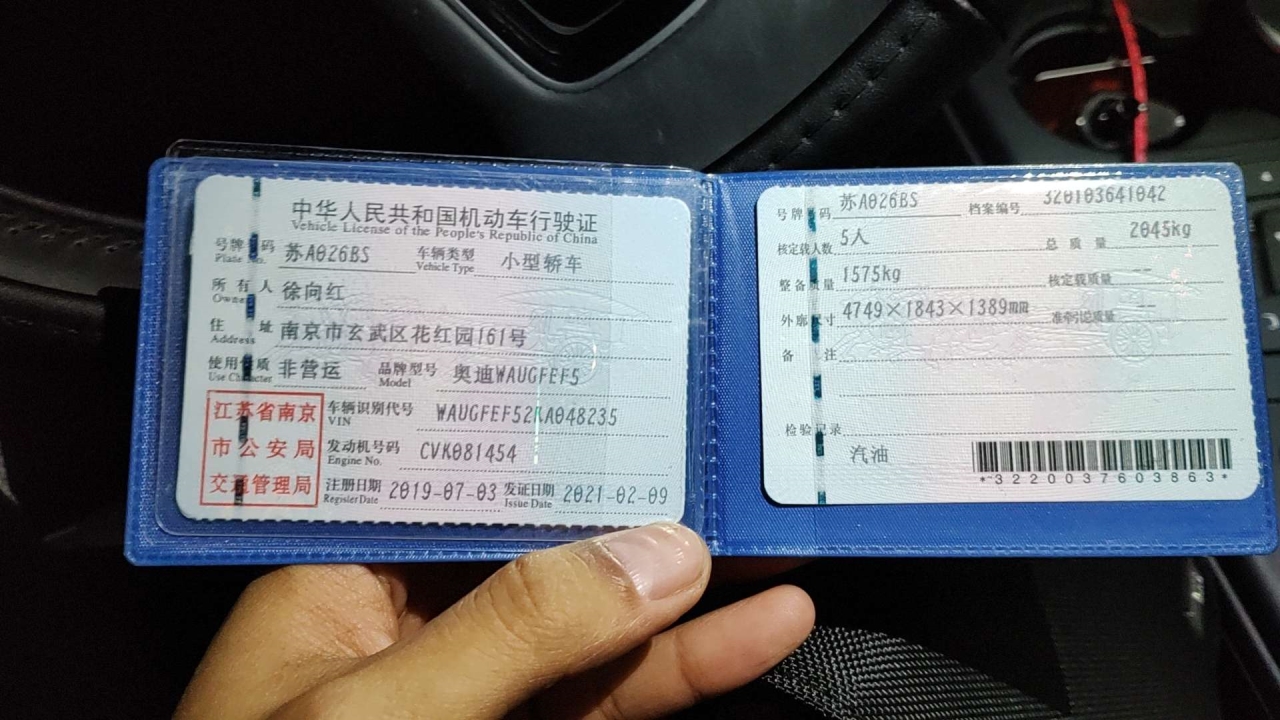 中华人民共和国机动车行驶证
Vehicle License of the People's Republic of China
号牌号码 苏A026BS 车辆类型 小型轿车
Plate No. Vehicle Type
所有人 徐向红
Owner
住址 南京市玄武区花红园161号
Address
使用性质 非营运 品牌型号 奥迪WAUGFEF5
Use Character Model
江苏省南京
市公安局
交通管理局
车辆识别代号 WAUGFEF52KA048235
VIN
发动机号码 CVK081454
Engine No.
注册日期 2019-07-03 发证日期 2021-02-09
Register Date Issue Date
号牌号码 苏A026BS 档案编号 320103641042
核定载人数 5人 总质量 2045kg
整备质量 1575kg 核定载质量 --
外廓尺寸 4749×1843×1389mm 准牵引总质量 --
备注
检验记录
汽油
*3220037603863*